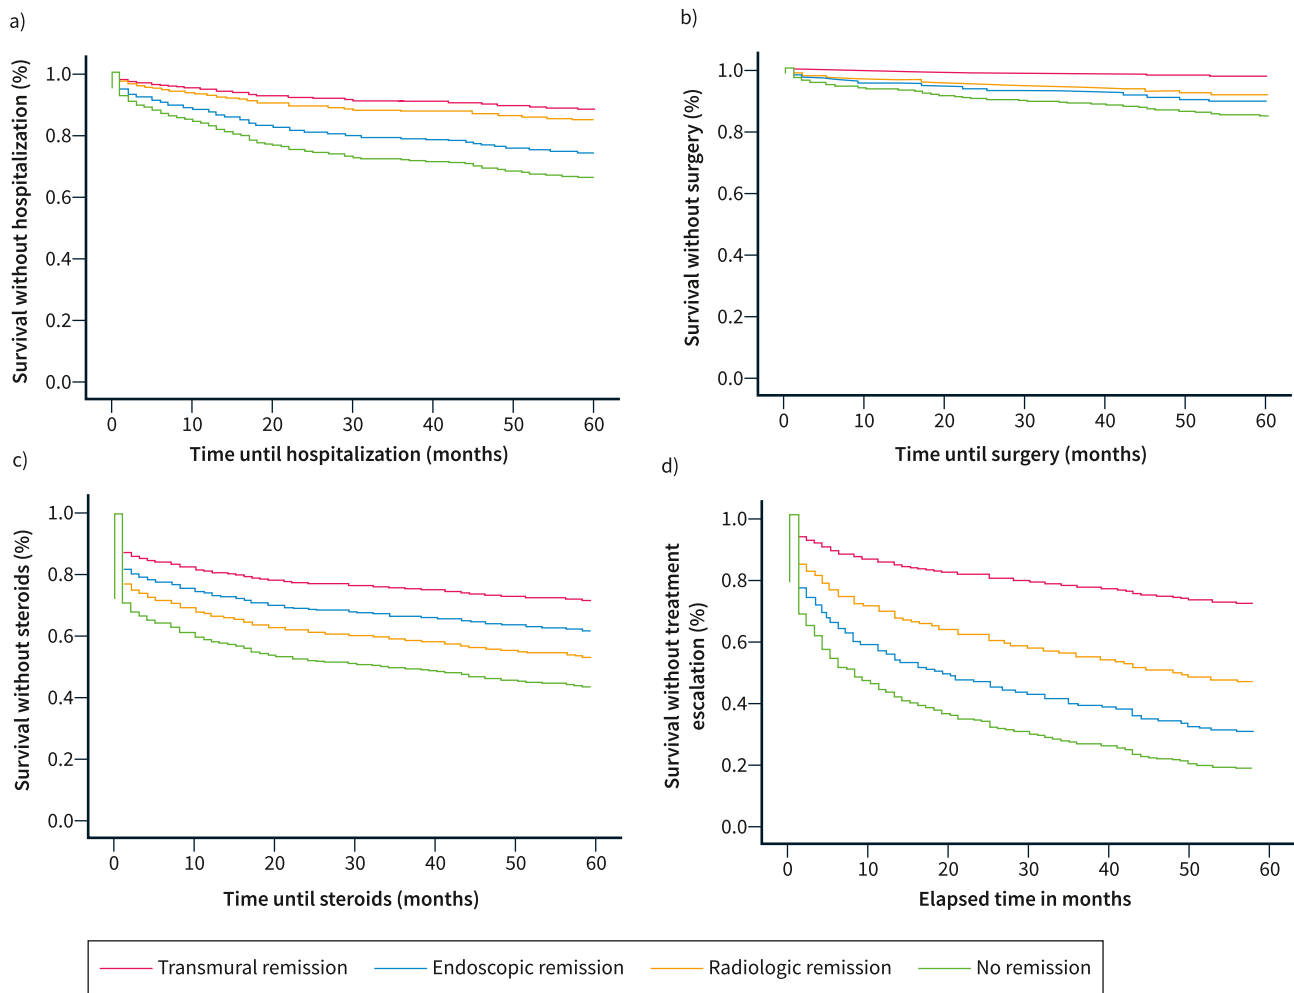 a)
Survival without hospitalization (%)
1.0
0.8
0.6
0.4
0.2
0.0
0 10 20 30 40 50 60
Time until hospitalization (months)
b)
Survival without surgery (%)
1.0
0.8
0.6
0.4
0.2
0.0
0 10 20 30 40 50 60
Time until surgery (months)
c)
Survival without steroids (%)
1.0
0.8
0.6
0.4
0.2
0.0
0 10 20 30 40 50 60
Time until steroids (months)
d)
Survival without treatment
escalation (%)
1.0
0.8
0.6
0.4
0.2
0.0
0 10 20 30 40 50 60
Elapsed time in months
Transmural remission Endoscopic remission Radiologic remission No remission